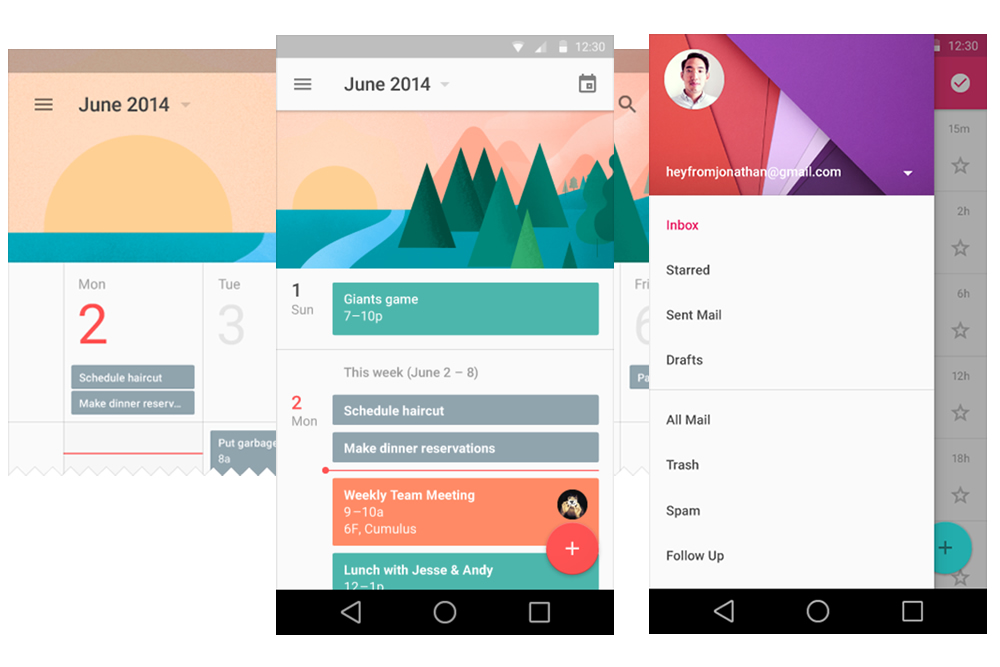 June 2014
Mon
2
Schedule haircut
Make dinner reserv...
Tue
3
Put garbage
8a
12:30
June 2014
1
Sun
Giants game
7–10p
This week (June 2 – 8)
2
Mon
Schedule haircut
Make dinner reservations
Weekly Team Meeting
9–10a
6F, Cumulus
Lunch with Jesse & Andy
12–1p
Fri
6
Pa
heyfromjonathan@gmail.com
Inbox
Starred
Sent Mail
Drafts
All Mail
Trash
Spam
Follow Up
12:30
15m
2h
6h
12h
18h